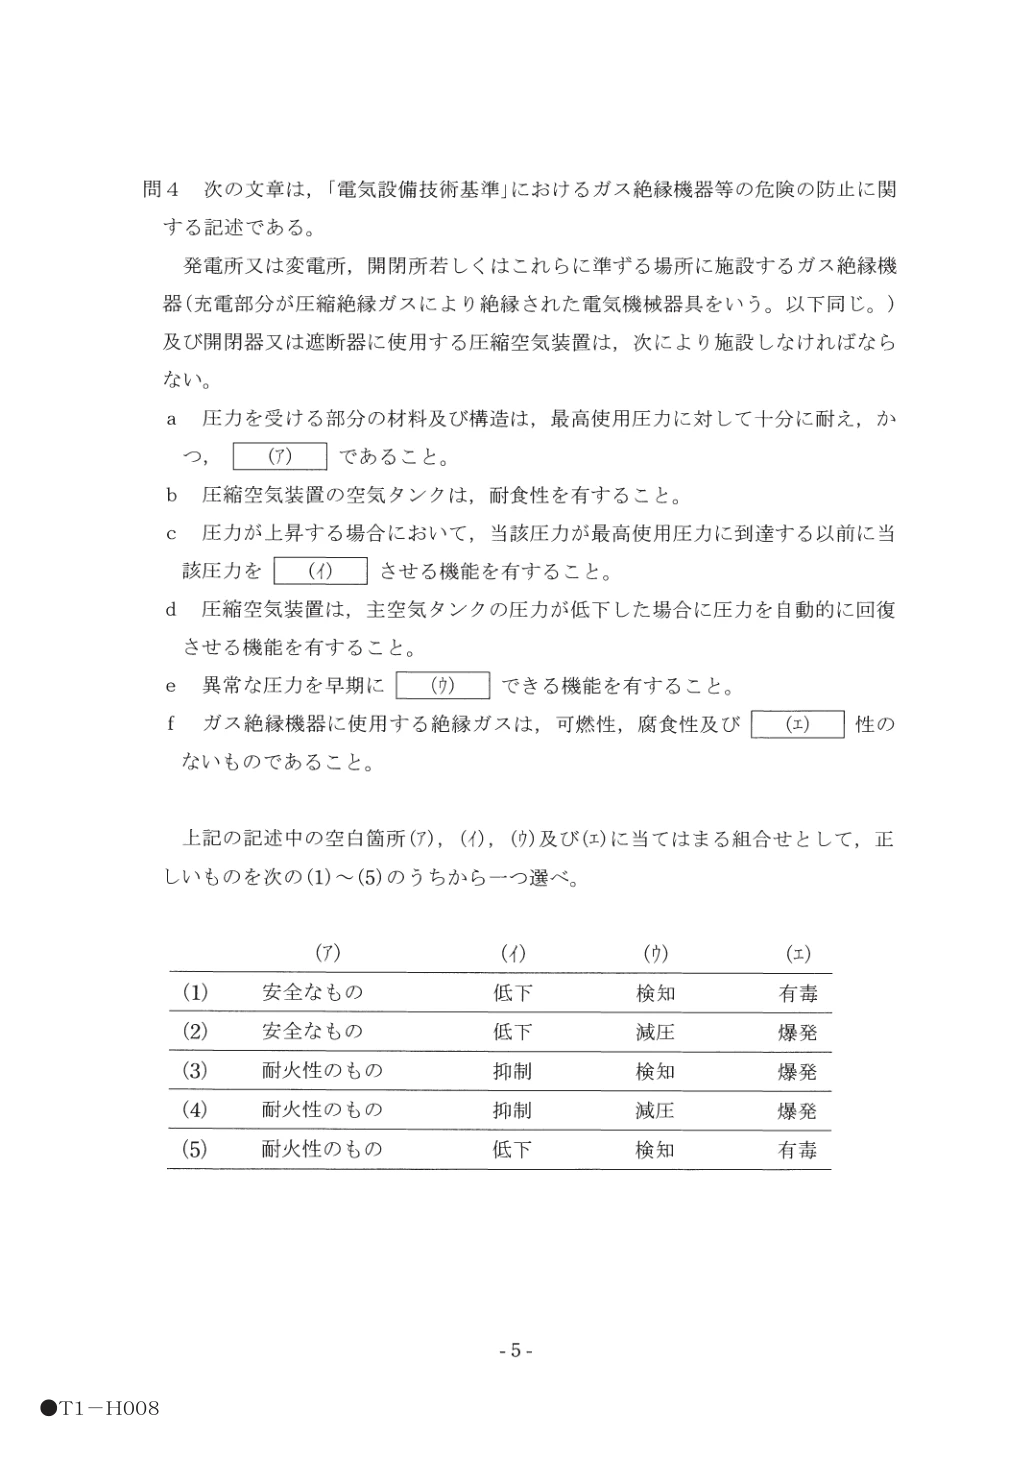 問4 次の文章は，「電気設備技術基準」におけるガス絶縁機器等の危険の防止に関
する記述である。
発電所又は変電所，開閉所若しくはこれらに準ずる場所に施設するガス絶縁機
器(充電部分が圧縮絶縁ガスにより絶縁された電気機械器具をいう。以下同じ。)
及び開閉器又は遮断器に使用する圧縮空気装置は，次により施設しなければなら
ない。
a 圧力を受ける部分の材料及び構造は，最高使用圧力に対して十分に耐え，か
つ， (ア) であること。
b 圧縮空気装置の空気タンクは，耐食性を有すること。
c 圧力が上昇する場合において，当該圧力が最高使用圧力に到達する以前に当
該圧力を (イ) させる機能を有すること。
d 圧縮空気装置は，主空気タンクの圧力が低下した場合に圧力を自動的に回復
させる機能を有すること。
e 異常な圧力を早期に (ウ) できる機能を有すること。
f ガス絶縁機器に使用する絶縁ガスは，可燃性，腐食性及び (エ) 性の
ないものであること。
上記の記述中の空白箇所(ア)，(イ)，(ウ)及び(エ)に当てはまる組合せとして，正
しいものを次の(1)～(5)のうちから一つ選べ。
(ア) (イ) (ウ) (エ)
(1) 安全なもの 低下 検知 有毒
(2) 安全なもの 低下 減圧 爆発
(3) 耐火性のもの 抑制 検知 爆発
(4) 耐火性のもの 抑制 減圧 爆発
(5) 耐火性のもの 低下 検知 有毒
- 5 -
●T1－H008